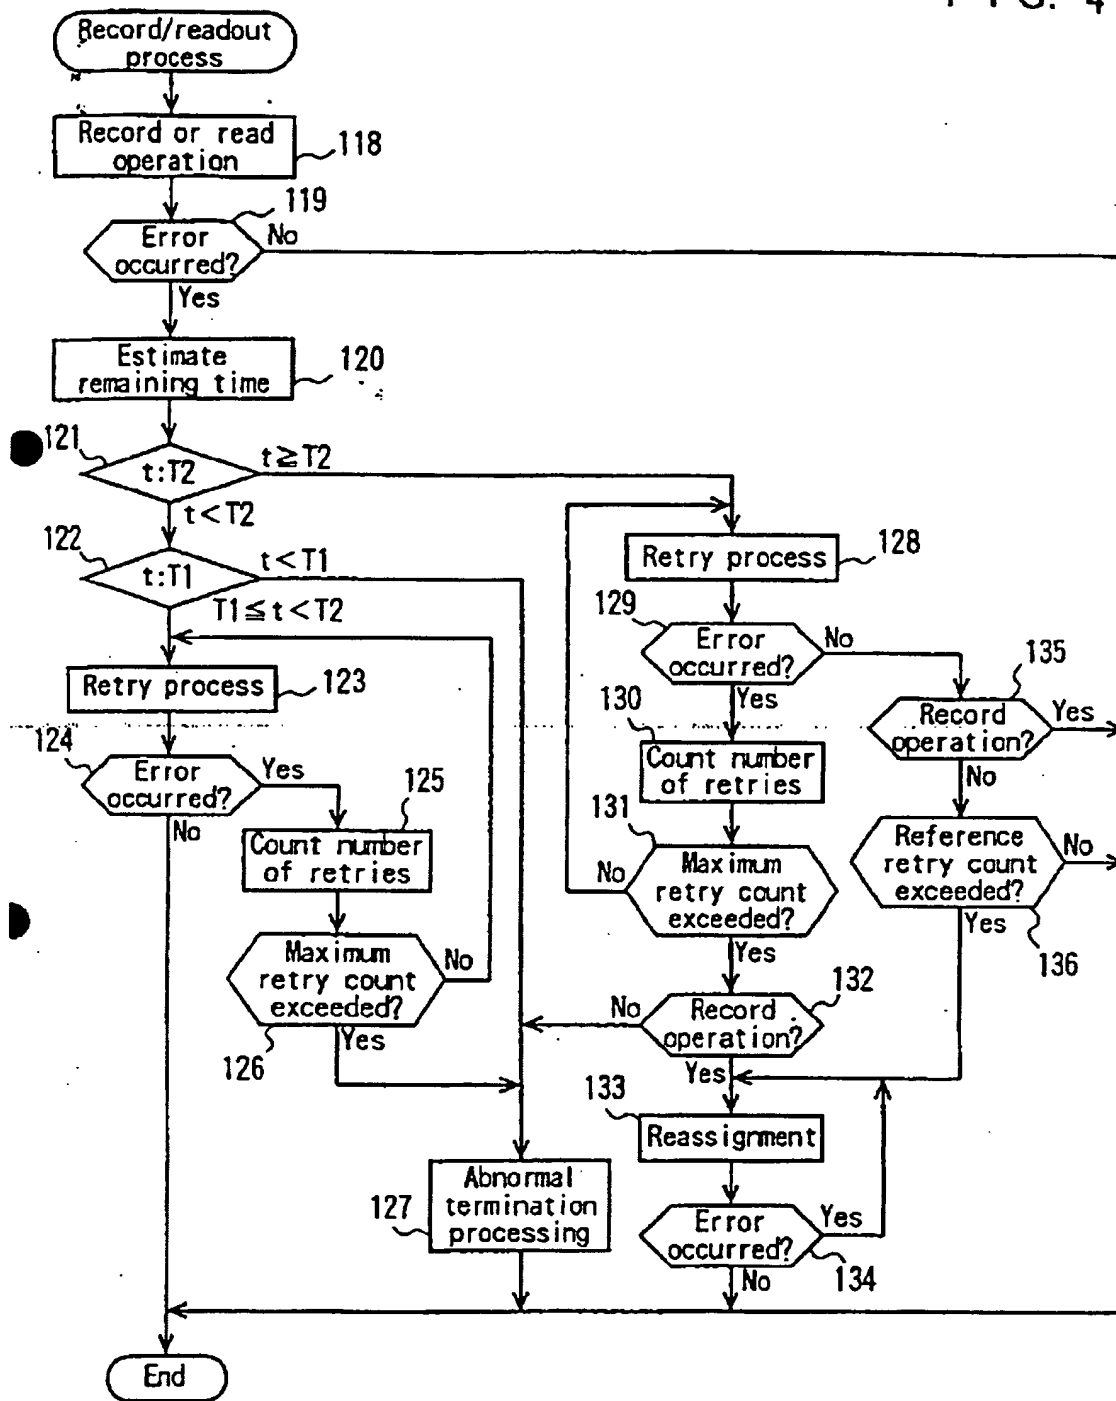 FIG. 4
Record/readout
process
Record or read
operation
118
119
Error
occurred?
No
Yes
Estimate
remaining time
120
121
t:T2
t≧T2
t<T2
122
t:T1
t<T1
T1≦t<T2
Retry process
123
124
Error
occurred?
Yes
No
125
Count number
of retries
Maximum
retry count
exceeded?
No
Yes
126
Abnormal
termination
processing
127
Retry process
128
129
Error
occurred?
No
Yes
130
Count number
of retries
131
Maximum
retry count
exceeded?
No
Yes
132
Record
operation?
No
Yes
133
Reassignment
Error
occurred?
Yes
134
No
135
Record
operation?
Yes
No
Reference
retry count
exceeded?
No
Yes
136
End